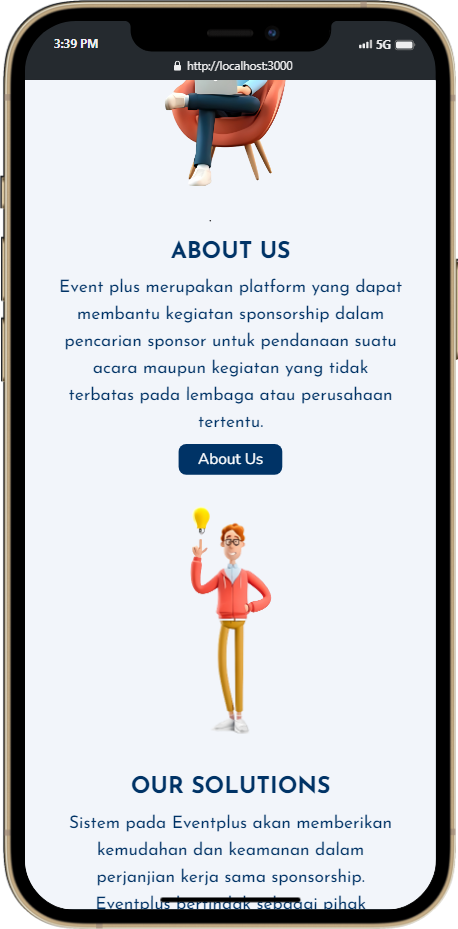 3:39 PM
5G
http://localhost:3000
ABOUT US
Event plus merupakan platform yang dapat
membantu kegiatan sponsorship dalam
pencarian sponsor untuk pendanaan suatu
acara maupun kegiatan yang tidak
terbatas pada lembaga atau perusahaan
tertentu.
About Us
OUR SOLUTIONS
Sistem pada Eventplus akan memberikan
kemudahan dan keamanan dalam
perjanjian kerja sama sponsorship.
Eventplus bertindak sebagai pihak